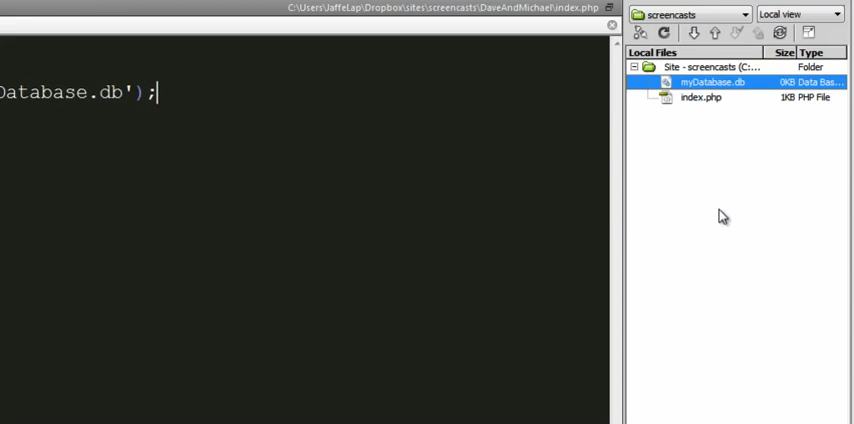 C:\Users\JaffeLap\Dropbox\sites\screencasts\DaveAndMichael\index.php
Database.db');
screencasts
Local view
Local Files Size Type
Site - screencasts (C:... Folder
myDatabase.db 0KB Data Bas...
index.php 1KB PHP File